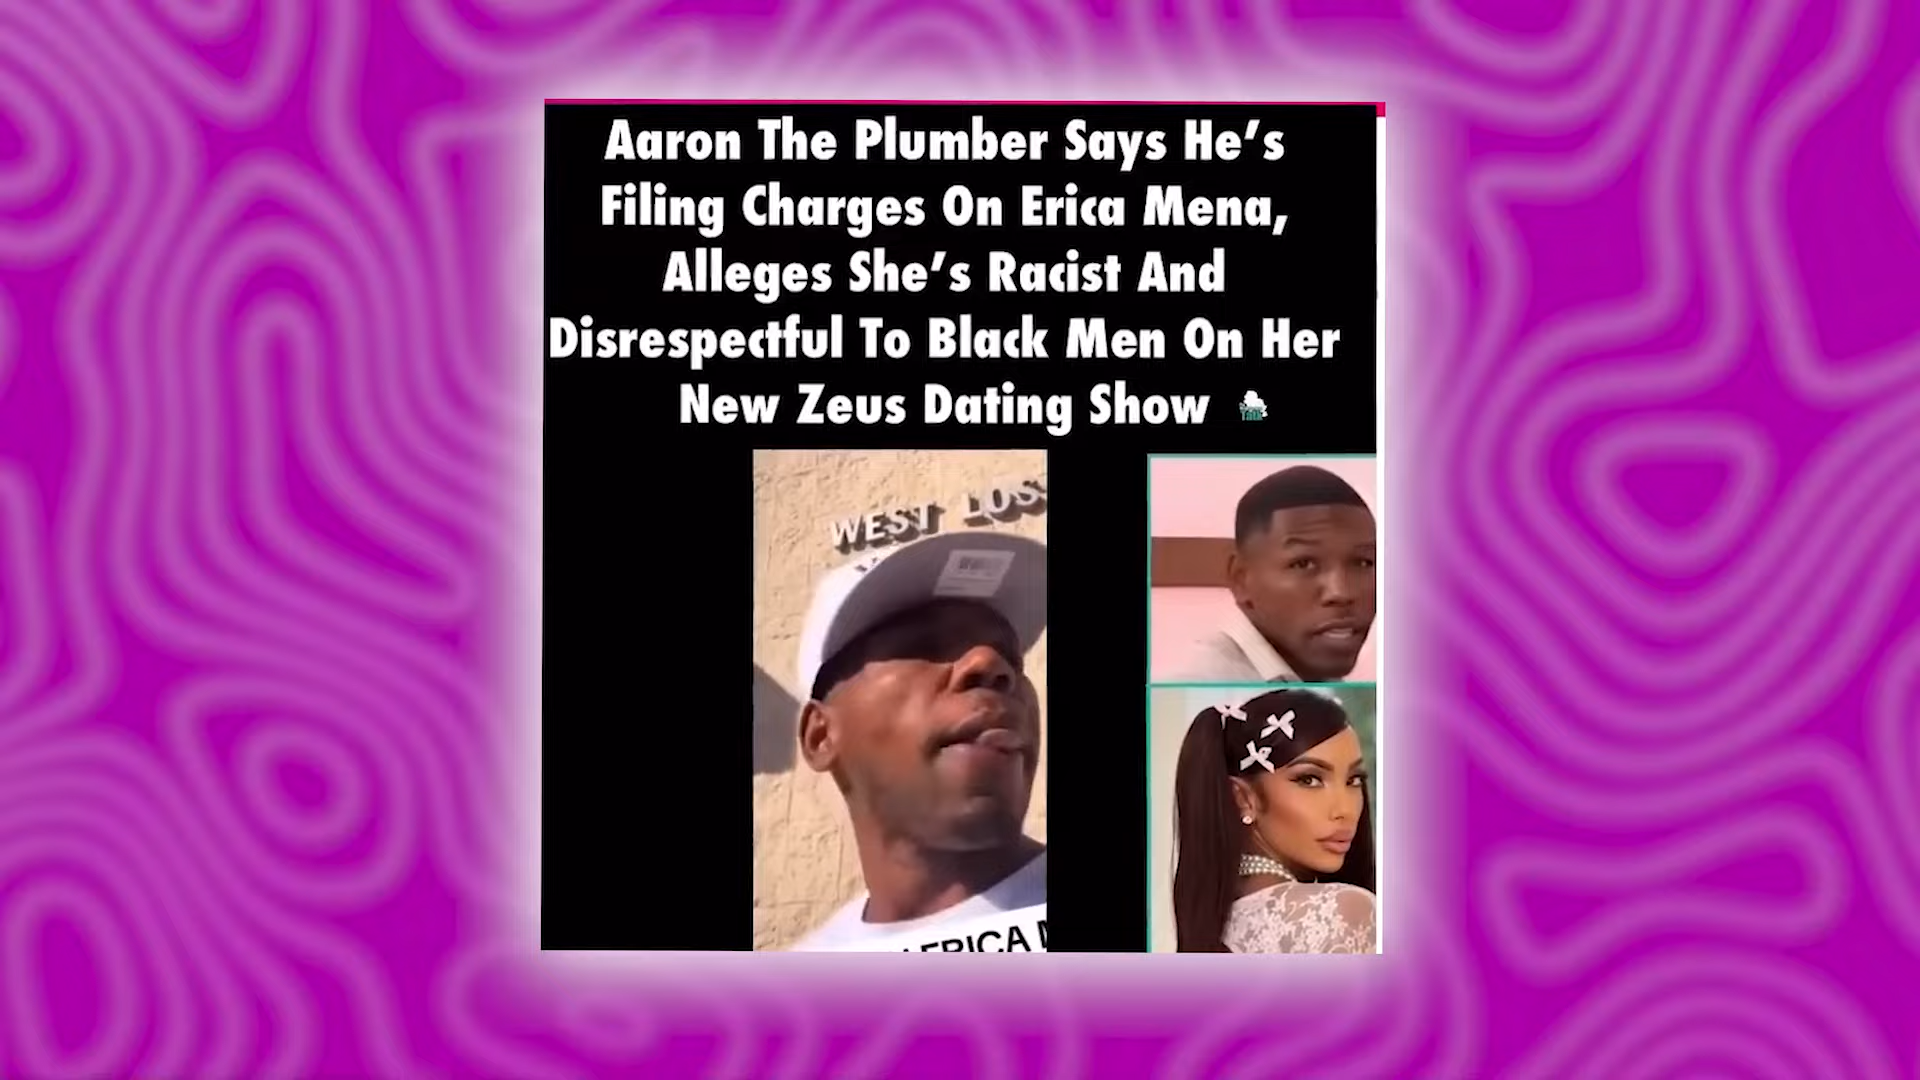 Aaron The Plumber Says He's
Filing Charges On Erica Mena,
Alleges She's Racist And
Disrespectful To Black Men On Her
New Zeus Dating Show
WEST LOS
ERICA